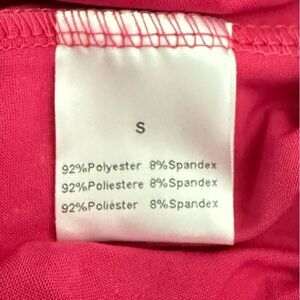 S
92%Polyester 8%Spandex
92%Poliestere 8%Spandex
92%Poliéster 8%Spandex